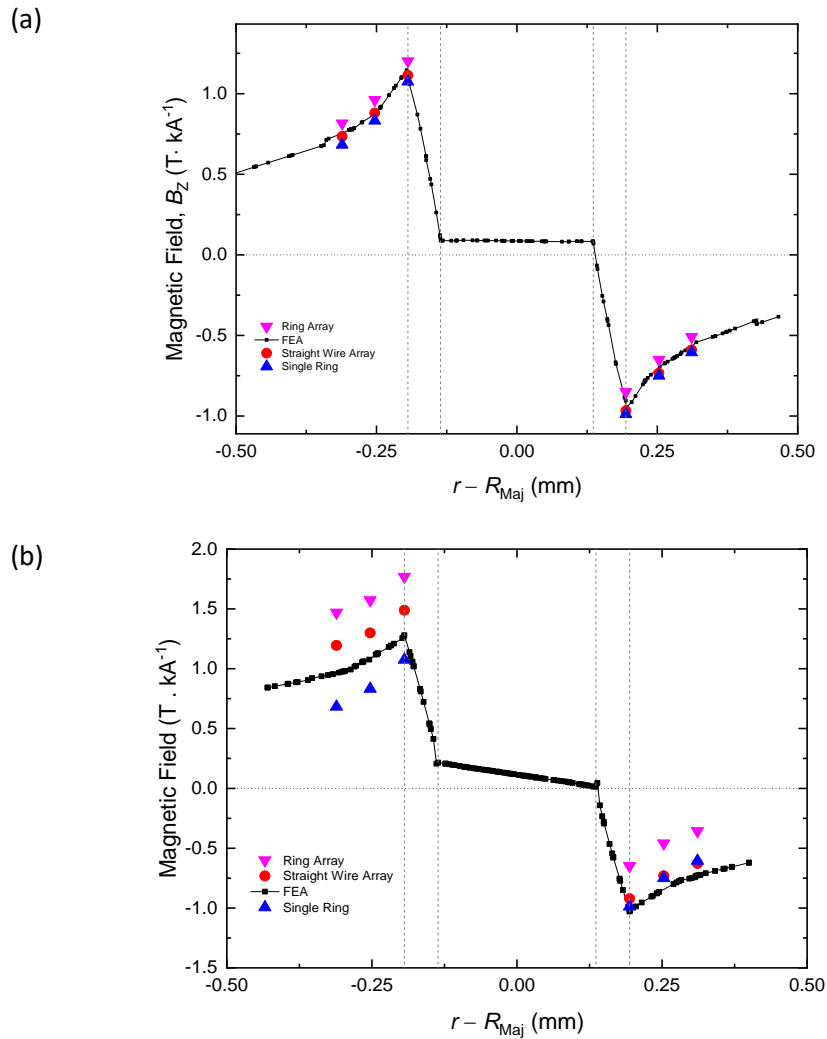 (a)
Magnetic Field, B_Z (T· kA⁻¹)
1.0
0.5
0.0
-0.5
-1.0
Ring Array
FEA
Straight Wire Array
Single Ring
-0.50 -0.25 0.00 0.25 0.50
r – R_Maj (mm)
(b)
Magnetic Field (T . kA⁻¹)
2.0
1.5
1.0
0.5
0.0
-0.5
-1.0
-1.5
Ring Array
Straight Wire Array
FEA
Single Ring
-0.50 -0.25 0.00 0.25 0.50
r – R_Maj (mm)